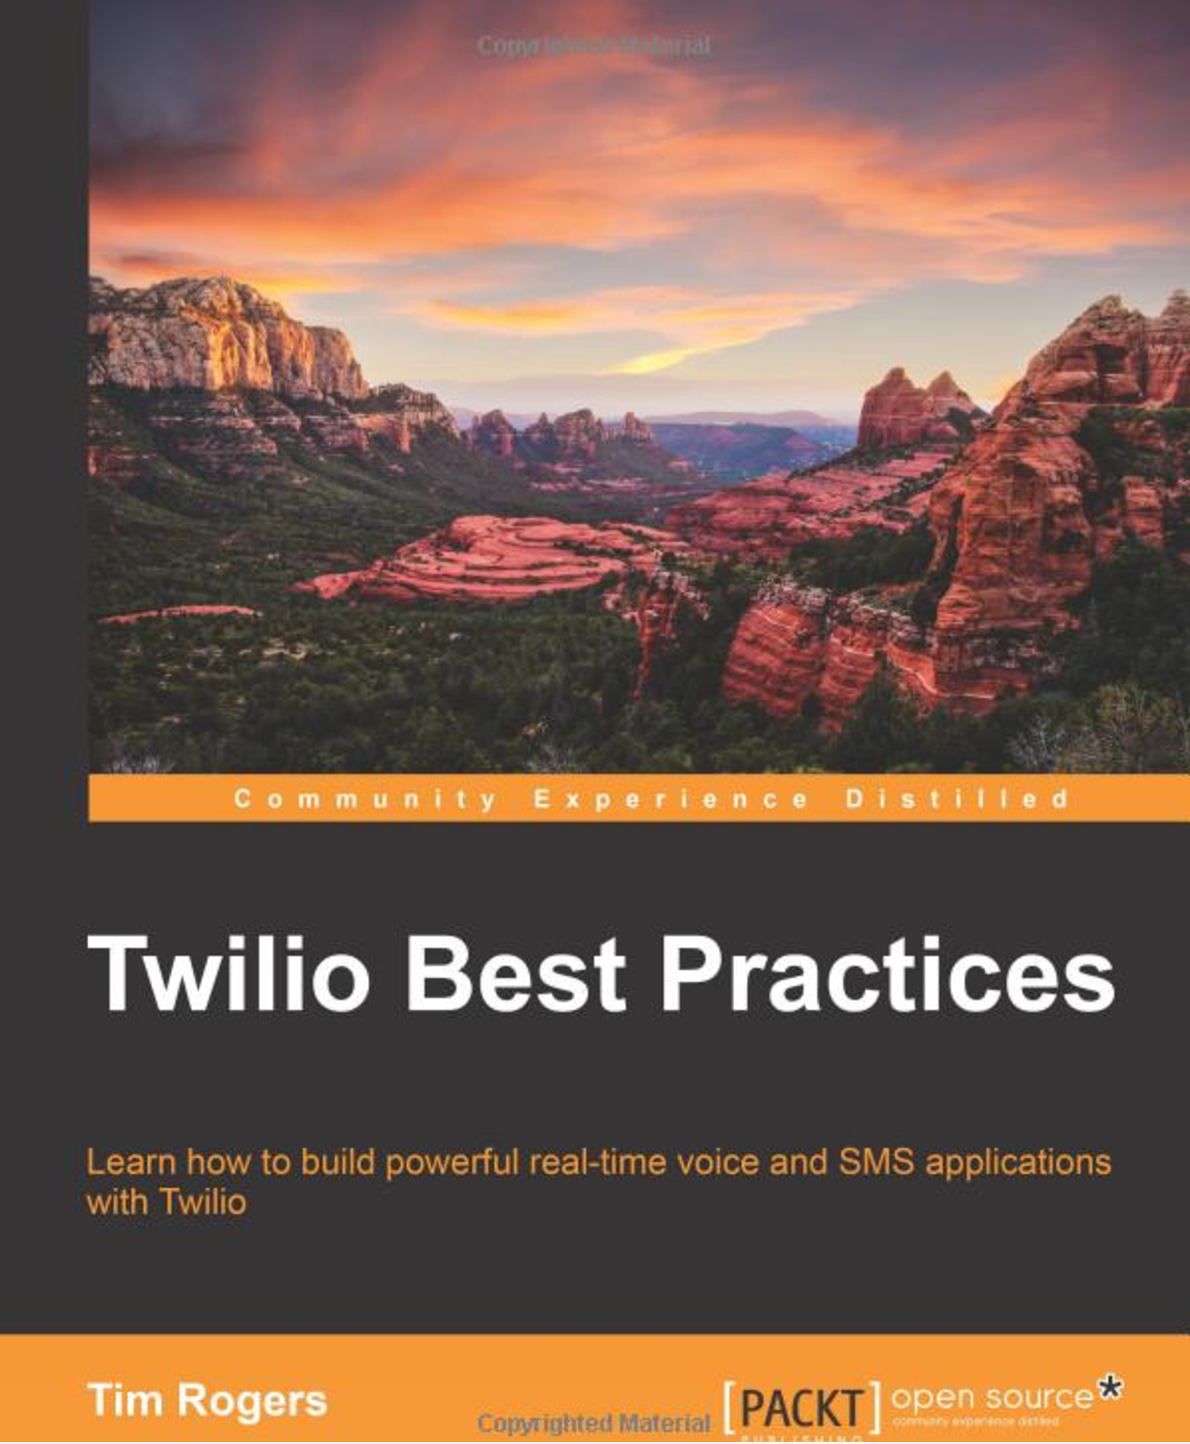 Copyrighted Material
Community Experience Distilled
Twilio Best Practices
Learn how to build powerful real-time voice and SMS applications
with Twilio
Tim Rogers
Copyrighted Material
[PACKT]
PUBLISHING
open source*
community experience distilled